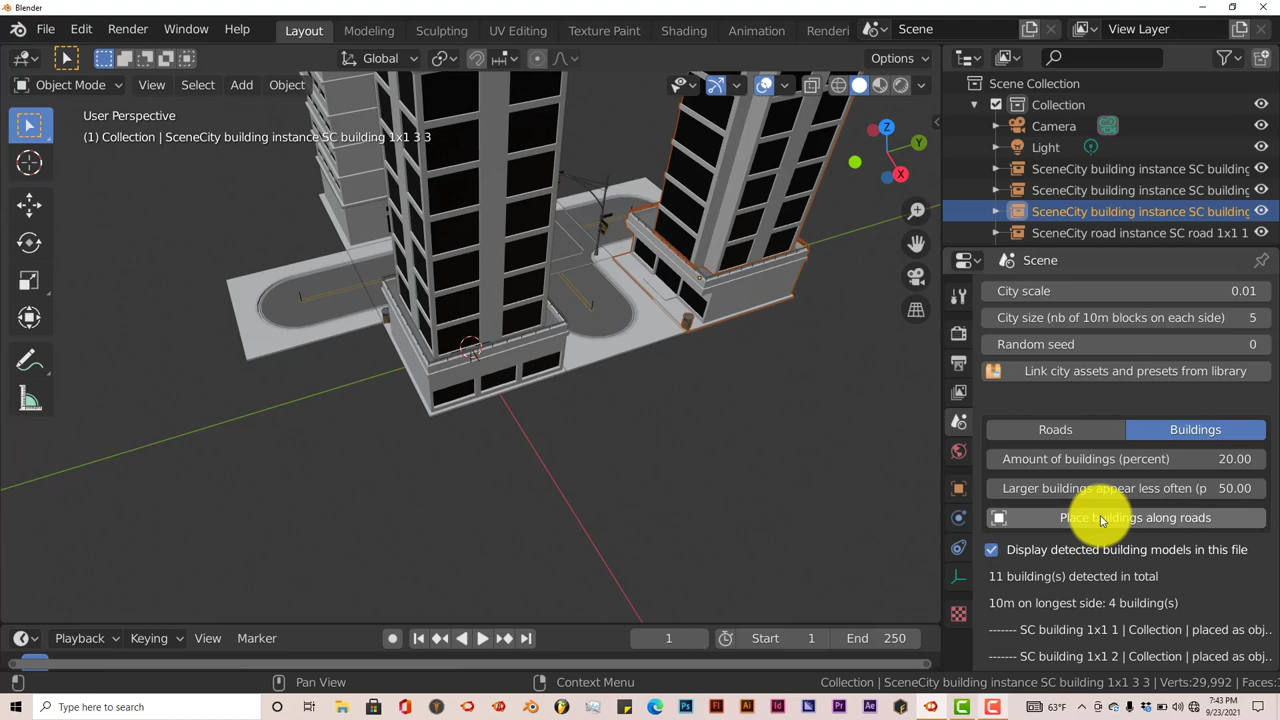 Blender
File Edit Render Window Help Layout Modeling Sculpting UV Editing Texture Paint Shading Animation Scene View Layer
Global Options
Object Mode View Select Add Object
User Perspective
(1) Collection | SceneCity building instance SC building 1x1 3 3
Z
Y
X
Scene Collection
Collection
Camera
Light
SceneCity building instance SC building
SceneCity building instance SC building
SceneCity building instance SC building
SceneCity road instance SC road 1x1 1
Scene
City scale 0.01
City size (nb of 10m blocks on each side) 5
Random seed 0
Link city assets and presets from library
Roads Buildings
Amount of buildings (percent) 20.00
Larger buildings appear less often (p 50.00
Place buildings along roads
Display detected building models in this file
11 building(s) detected in total
10m on longest side: 4 building(s)
------- SC building 1x1 1 | Collection | placed as obj..
------- SC building 1x1 2 | Collection | placed as obj..
Playback Keying View Marker 1 Start 1 End 250
Pan View Context Menu Collection | SceneCity building instance SC building 1x1 3 3 | Verts:29,992 | Faces:
Type here to search Ps Fl Ai Id Pr Ae 63°F 7:43 PM
9/23/2021